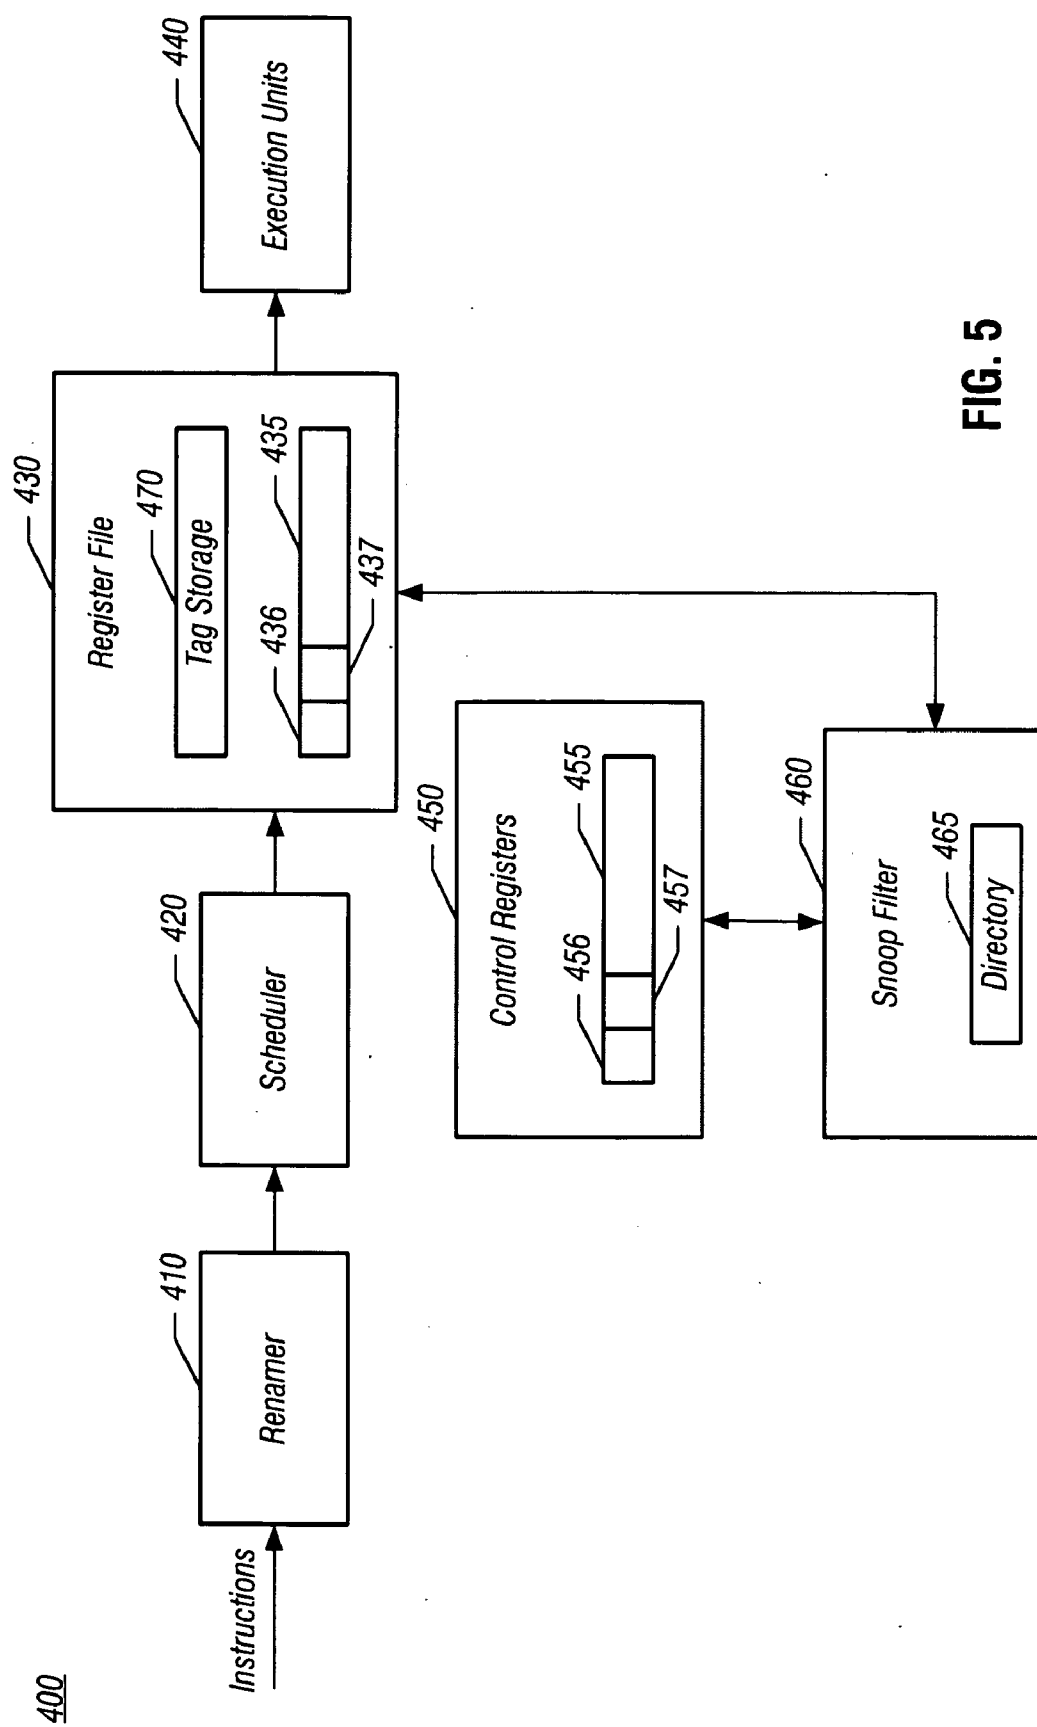 400
Instructions
410
Renamer
420
Scheduler
430
Register File
470
Tag Storage
436
435
437
440
Execution Units
450
Control Registers
456
455
457
460
Snoop Filter
465
Directory
FIG. 5